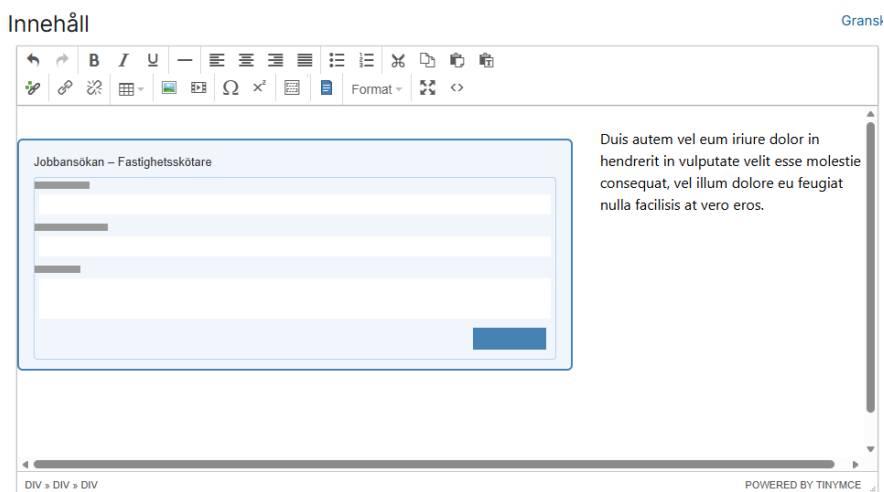 Innehåll
Gransk
B I U
Ω x²
Format
Jobbansökan – Fastighetsskötare
Duis autem vel eum iriure dolor in
hendrerit in vulputate velit esse molestie
consequat, vel illum dolore eu feugiat
nulla facilisis at vero eros.
DIV » DIV » DIV
POWERED BY TINYMCE